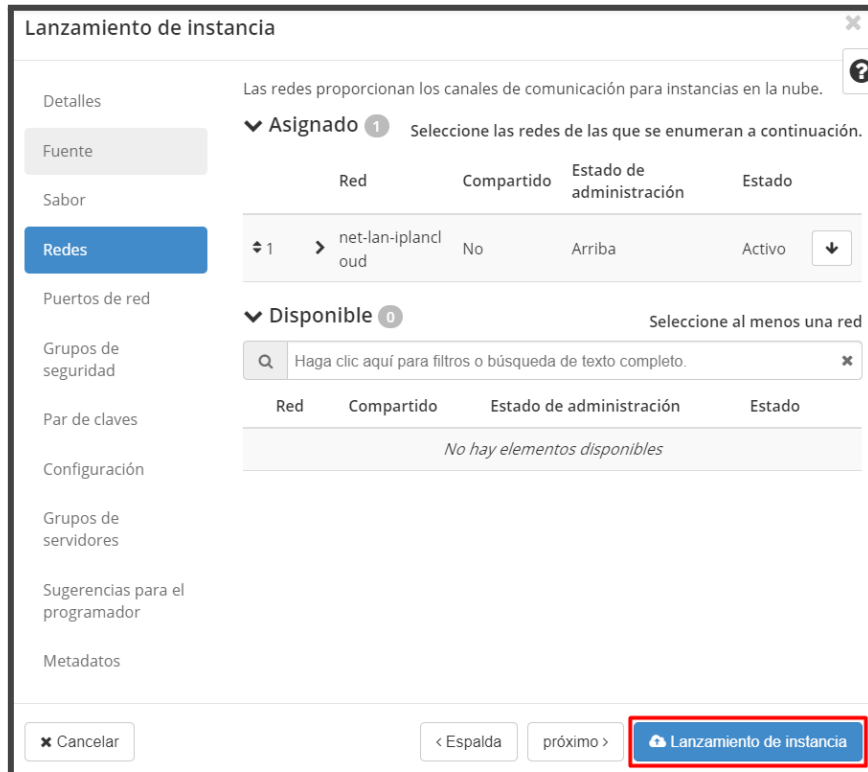 Lanzamiento de instancia
Detalles
Fuente
Sabor
Redes
Puertos de red
Grupos de
seguridad
Par de claves
Configuración
Grupos de
servidores
Sugerencias para el
programador
Metadatos
Las redes proporcionan los canales de comunicación para instancias en la nube.
Asignado 1 Seleccione las redes de las que se enumeran a continuación.
Red Compartido Estado de administración Estado
1 net-lan-iplancl
oud No Arriba Activo
Disponible 0 Seleccione al menos una red
Haga clic aquí para filtros o búsqueda de texto completo.
Red Compartido Estado de administración Estado
No hay elementos disponibles
Cancelar < Espalda próximo > Lanzamiento de instancia